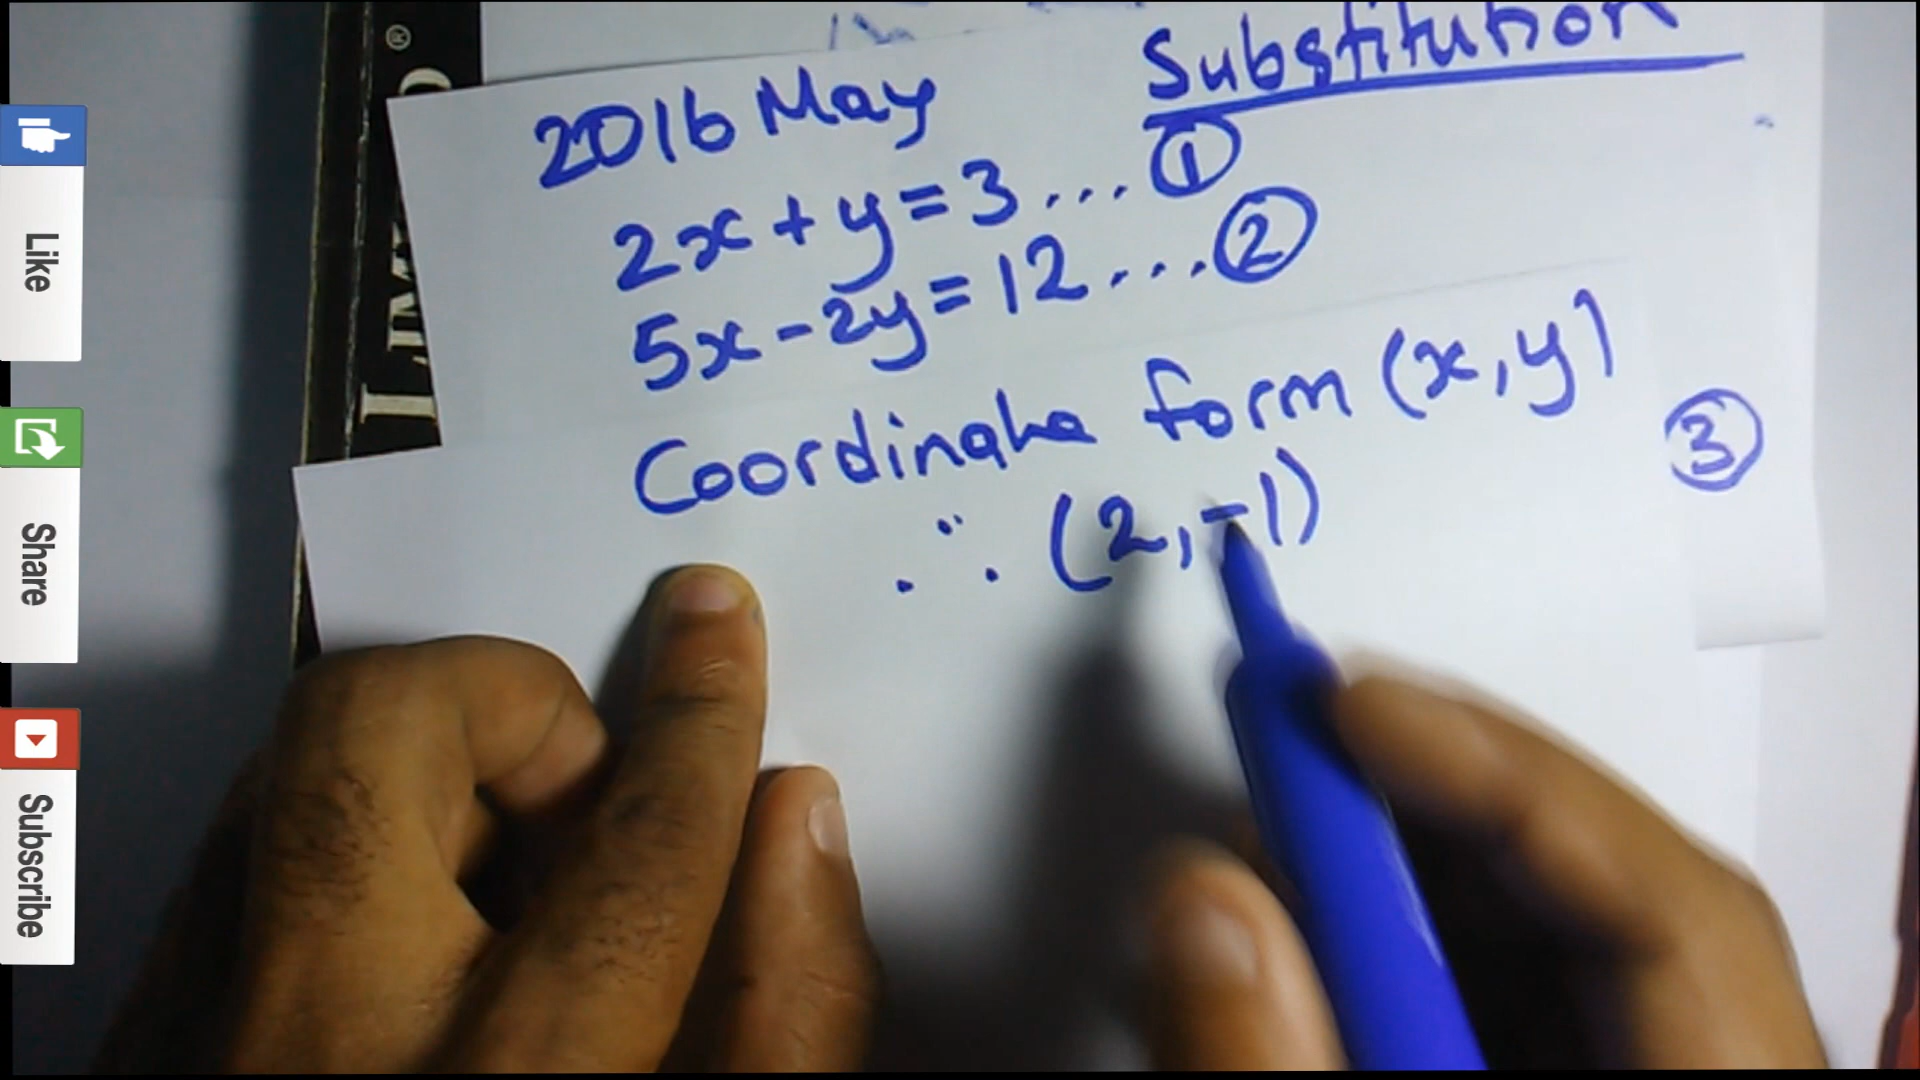 Substitution
2016 May
2x + y = 3 ... ①
5x - 2y = 12 ... ②
Coordinate form (x, y)
③
∴ (2, -1)
Like
Share
Subscribe